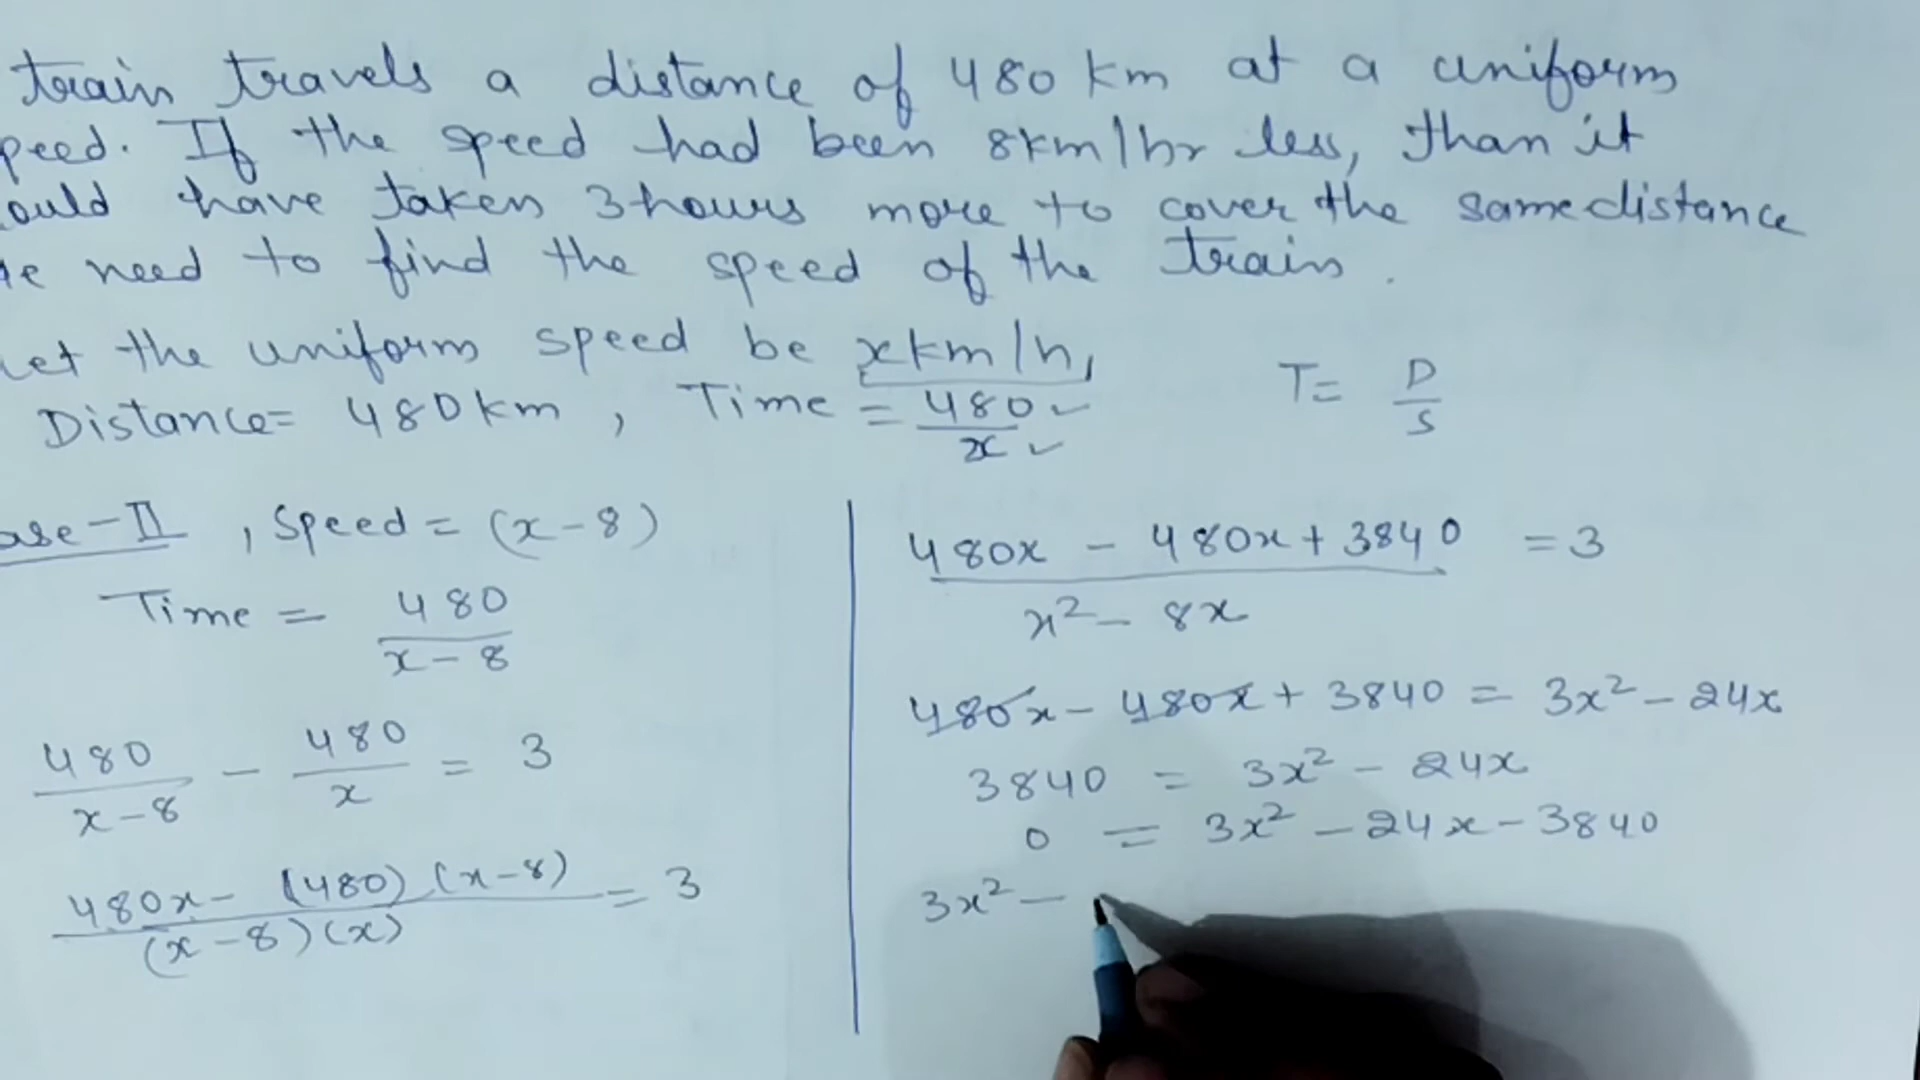 train travels a distance of 480 km at a uniform
peed. If the speed had been 8km/hr less, than it
ould have taken 3 hours more to cover the same distance
e need to find the speed of the train.
Let the uniform speed be x km/h,
Distance = 480 km, Time = 480/x
T = D/S
ase-II, Speed = (x-8)
Time = 480/x-8
480/x-8 - 480/x = 3
480x - (480) (x-8)/(x-8)(x) = 3
480x - 480x + 3840/x² - 8x = 3
480x - 480x + 3840 = 3x² - 24x
3840 = 3x² - 24x
0 = 3x² - 24x - 3840
3x² -